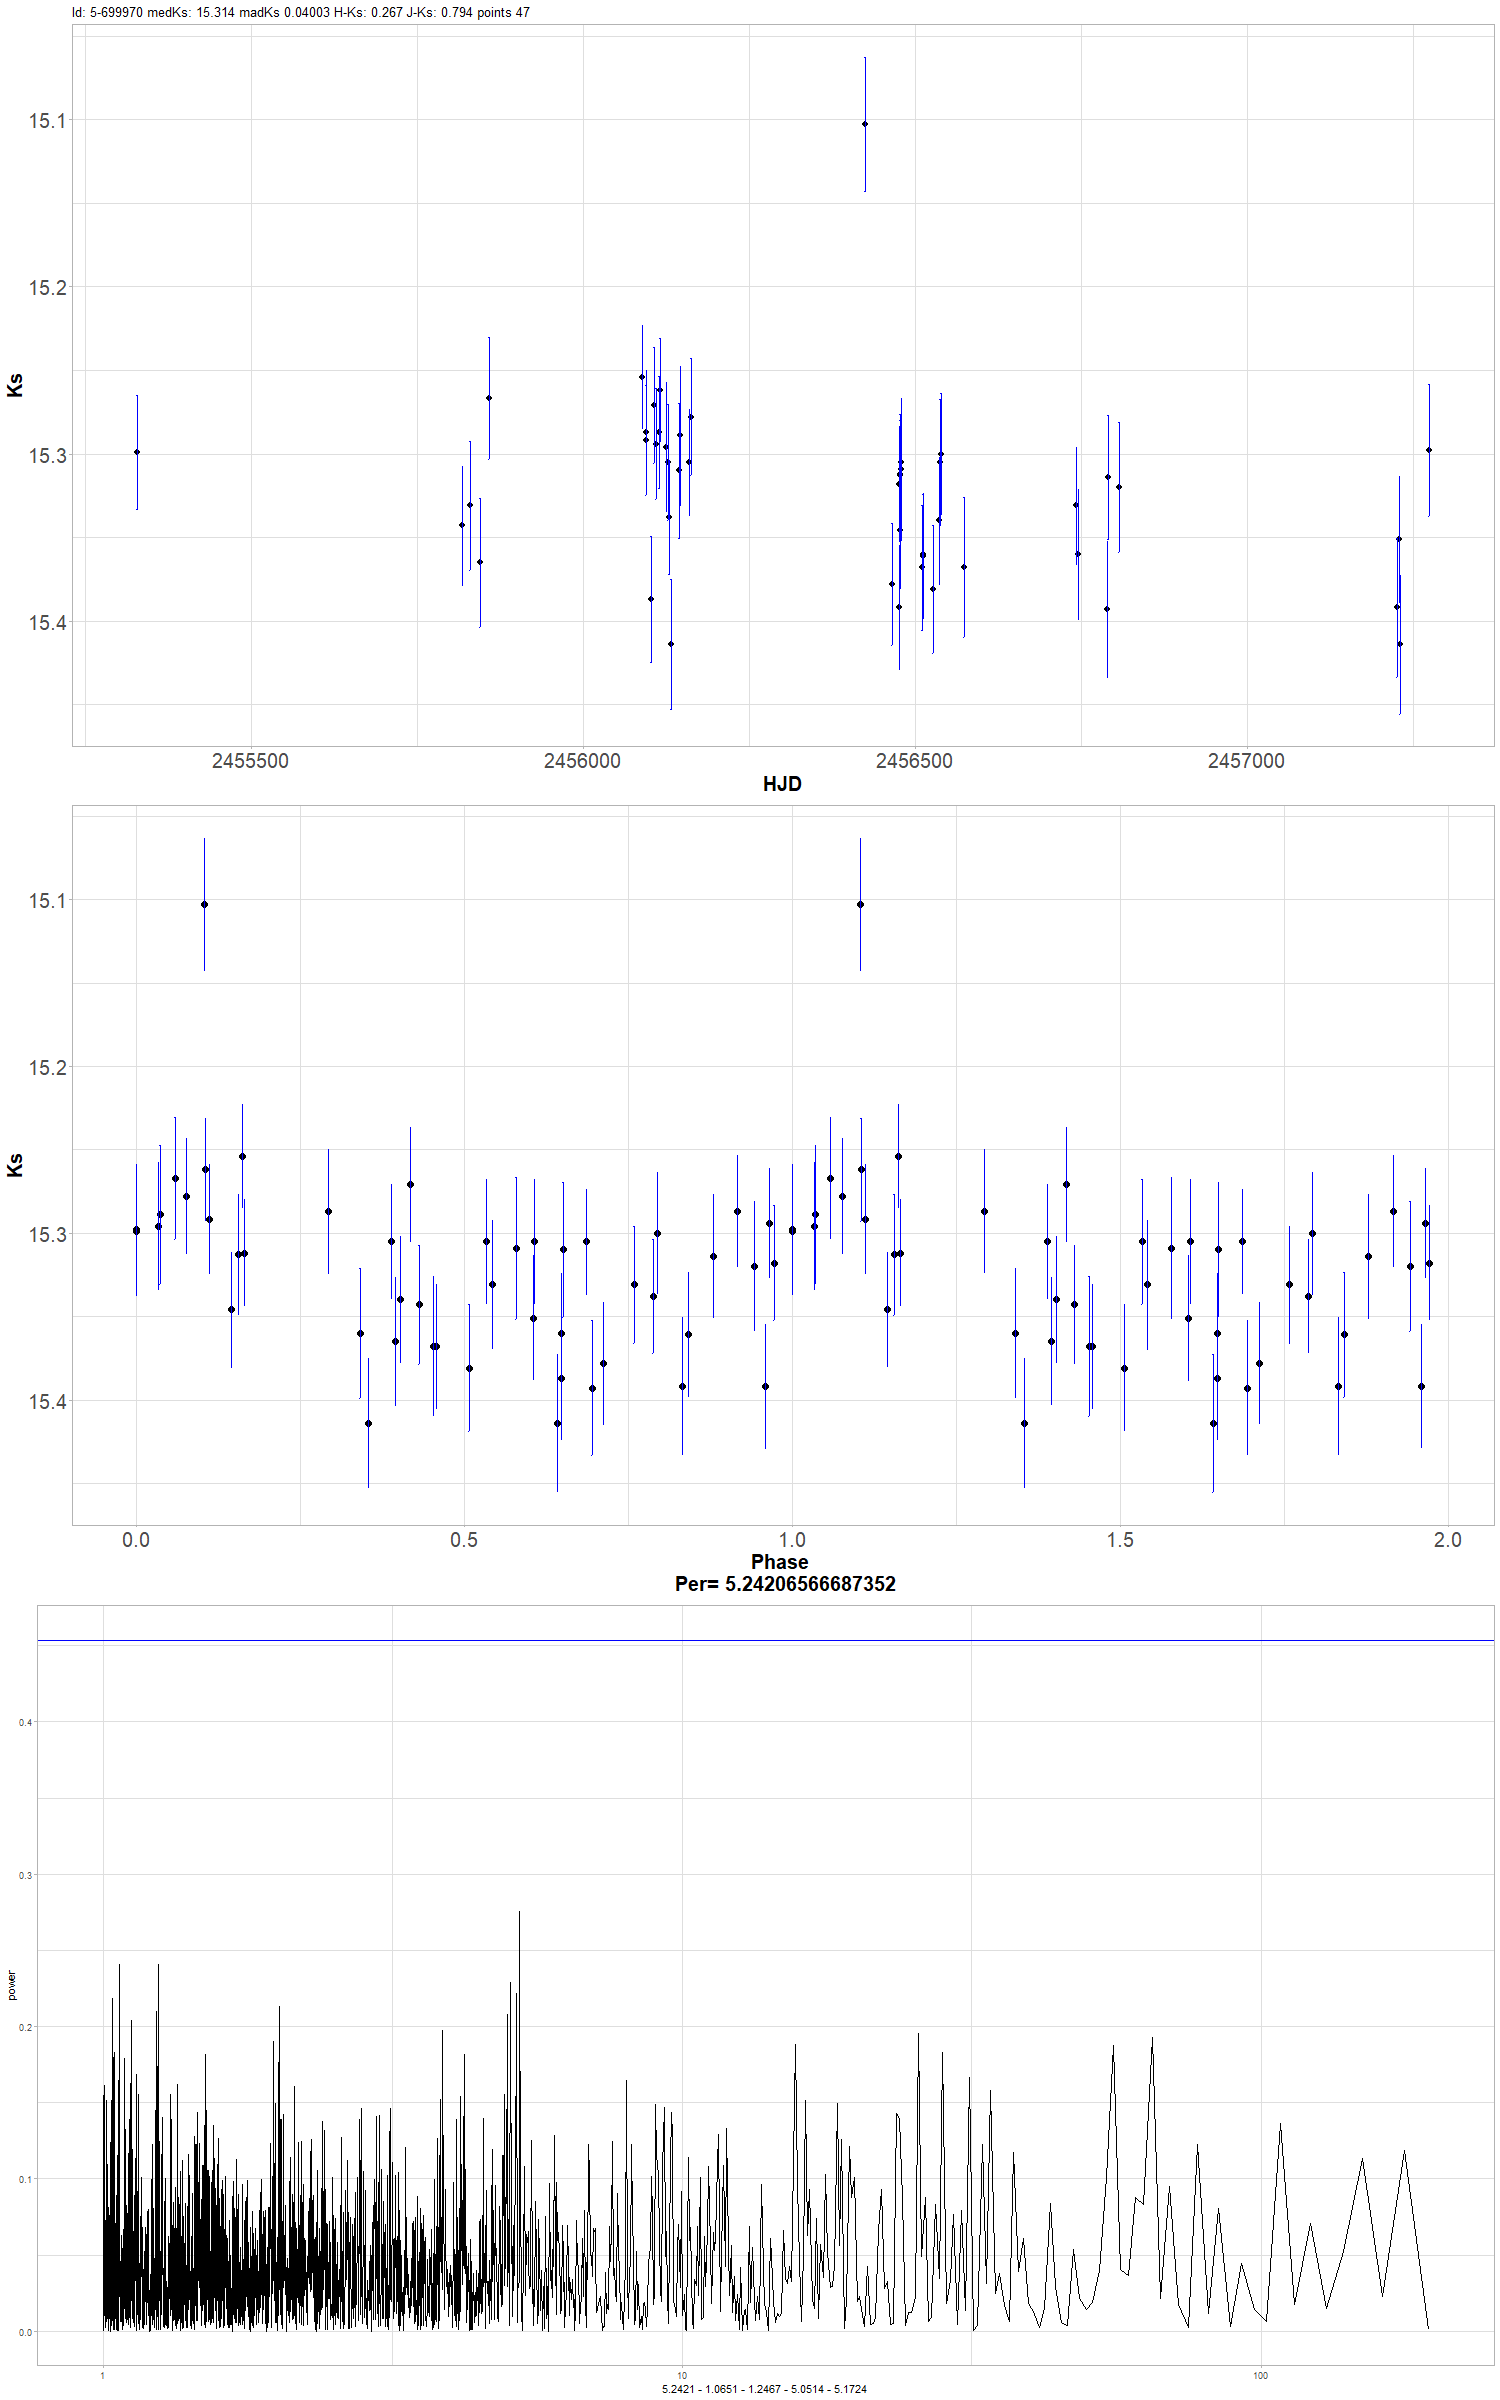 Id: 5-699970 medKs: 15.314 madKs 0.04003 H-Ks: 0.267 J-Ks: 0.794 points 47
15.1
15.2
15.3
15.4
Ks
2455500 2456000 2456500 2457000
HJD
15.1
15.2
15.3
15.4
Ks
0.0 0.5 1.0 1.5 2.0
Phase
Per= 5.24206566687352
0.4
0.3
0.2
0.1
0.0
power
1 10 100
5.2421 - 1.0651 - 1.2467 - 5.0514 - 5.1724